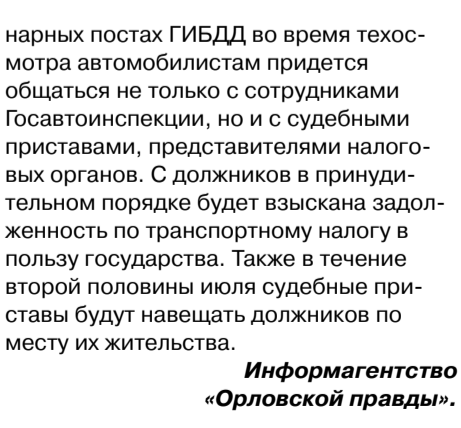 нарных постах ГИБДД во время техос-
мотра автомобилистам придется
общаться не только с сотрудниками
Госавтоинспекции, но и с судебными
приставами, представителями налого-
вых органов. С должников в принуди-
тельном порядке будет взыскана задол-
женность по транспортному налогу в
пользу государства. Также в течение
второй половины июля судебные при-
ставы будут навещать должников по
месту их жительства.
Информагентство
«Орловской правды».